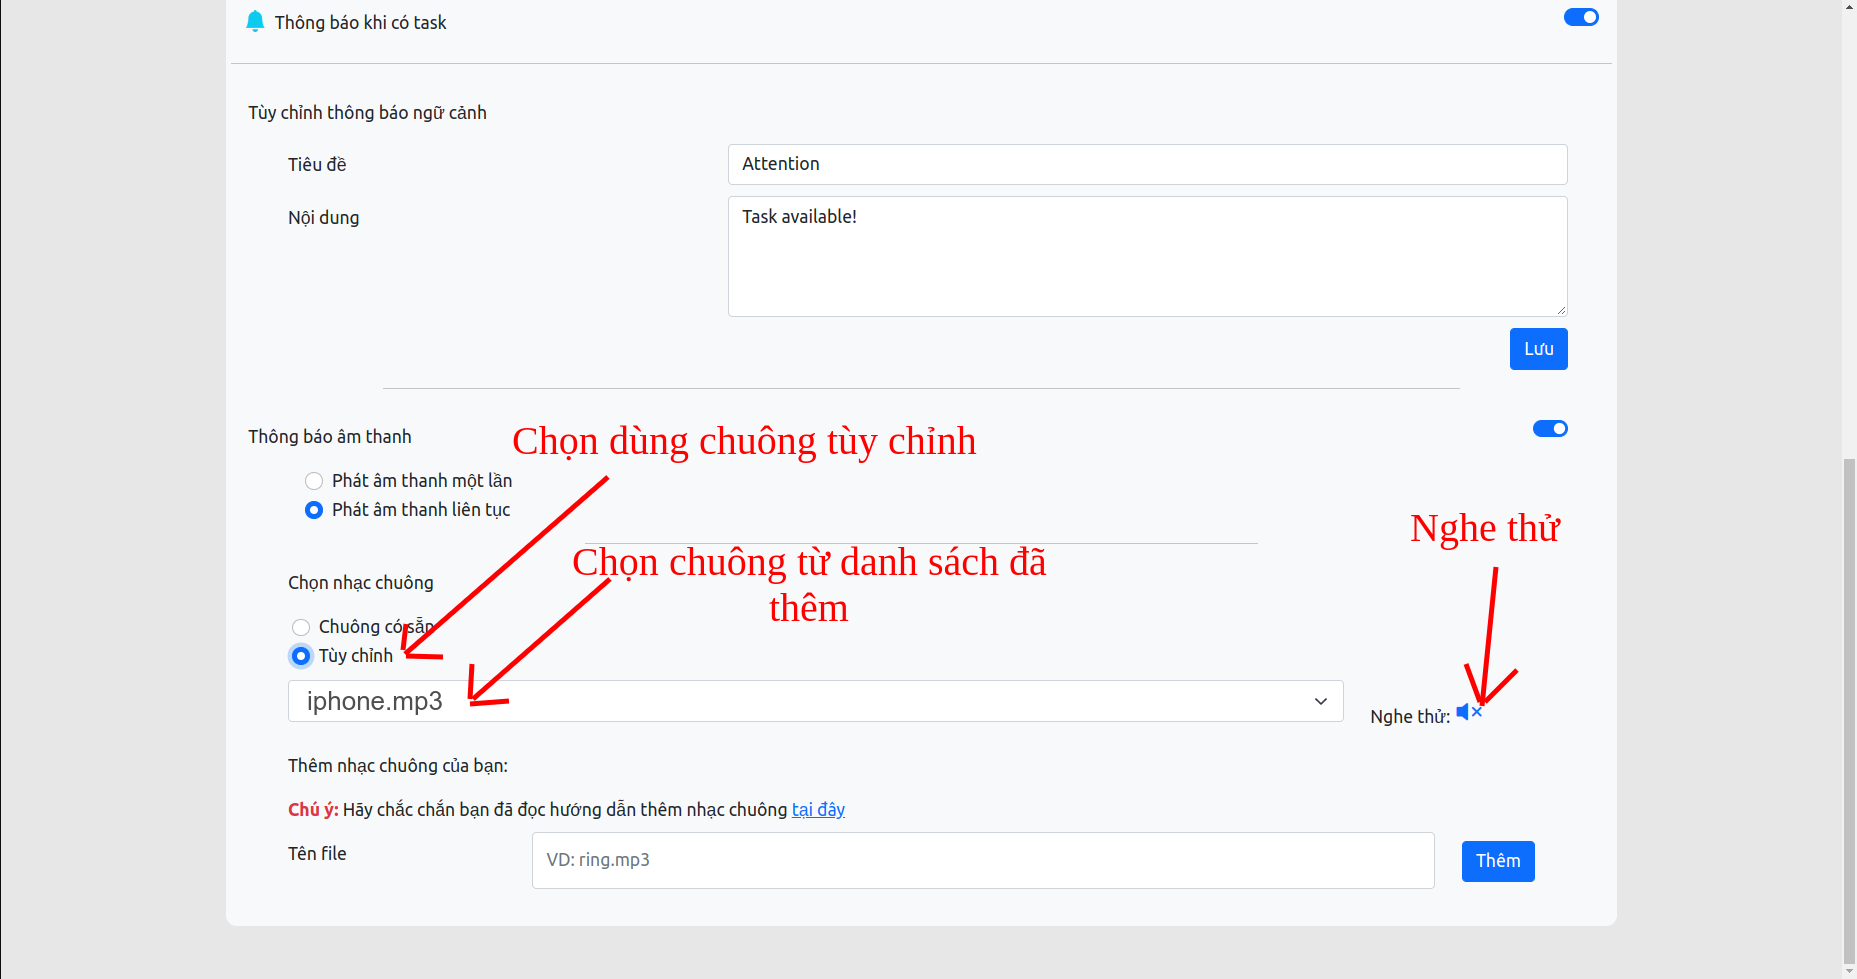 Thông báo khi có task
Tùy chỉnh thông báo ngữ cảnh
Tiêu đề
Attention
Nội dung
Task available!
Lưu
Thông báo âm thanh
Chọn dùng chuông tùy chỉnh
Phát âm thanh một lần
Phát âm thanh liên tục
Nghe thử
Chọn chuông từ danh sách đã
thêm
Chọn nhạc chuông
Chuông có sẵn
Tùy chỉnh
iphone.mp3
Nghe thử:
Thêm nhạc chuông của bạn:
Chú ý: Hãy chắc chắn bạn đã đọc hướng dẫn thêm nhạc chuông tại đây
Tên file
VD: ring.mp3
Thêm